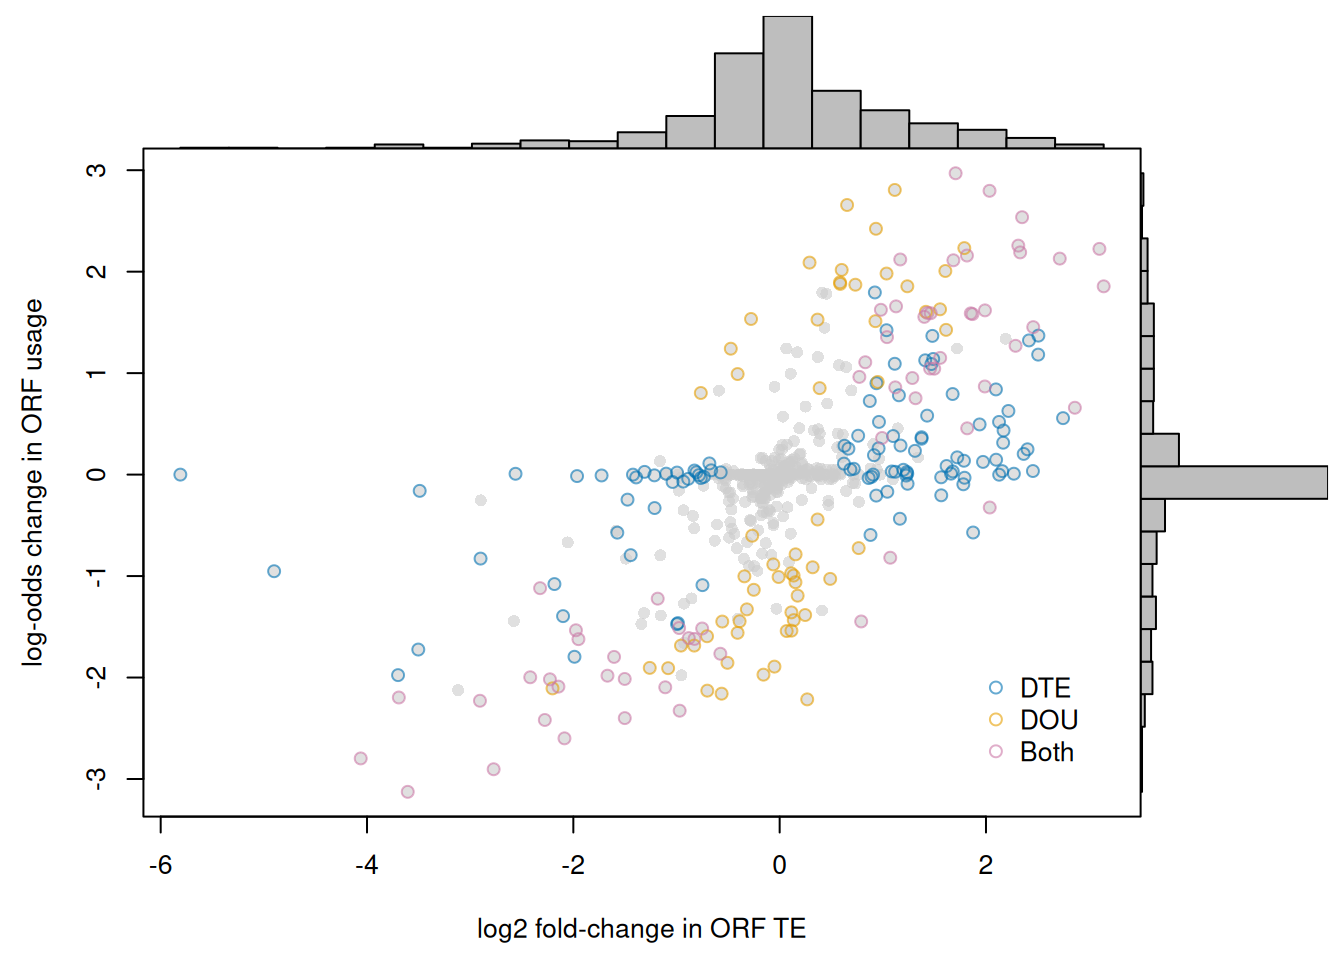 3
2
1
0
-1
-2
-3
log-odds change in ORF usage
DTE
DOU
Both
-6 -4 -2 0 2
log2 fold-change in ORF TE